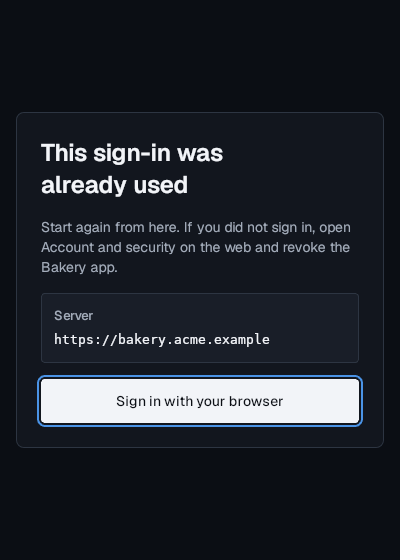 This sign-in was
already used
Start again from here. If you did not sign in, open
Account and security on the web and revoke the
Bakery app.
Server
https://bakery.acme.example
Sign in with your browser